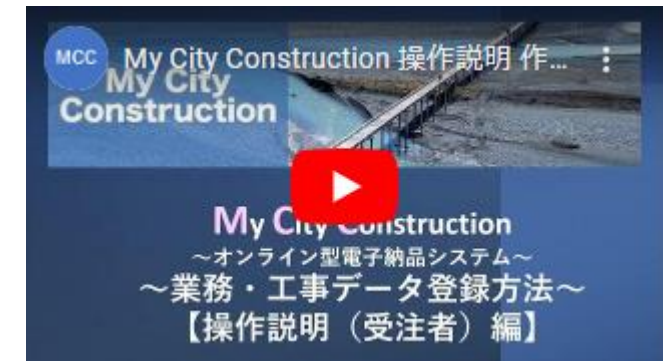 MCC My City Construction 操作説明 作...
My City
Construction
My City Construction
～オンライン型電子納品システム～
～業務・工事データ登録方法～
【操作説明（受注者）編】